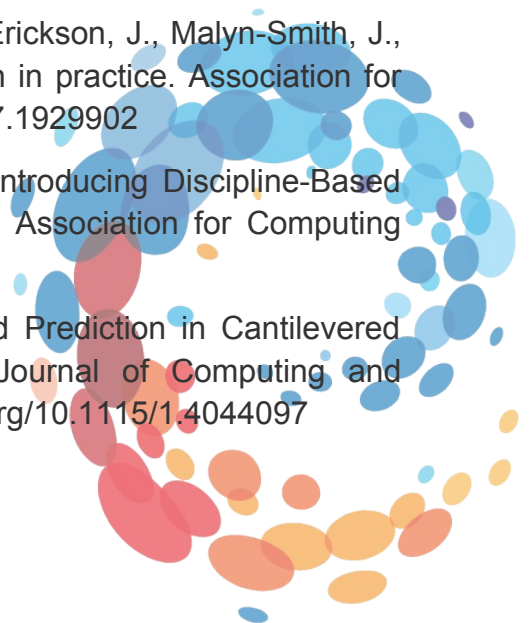 Erickson, J., Malyn-Smith, J.,
n in practice. Association for
7.1929902
ntroducing Discipline-Based
Association for Computing
d Prediction in Cantilevered
Journal of Computing and
rg/10.1115/1.4044097